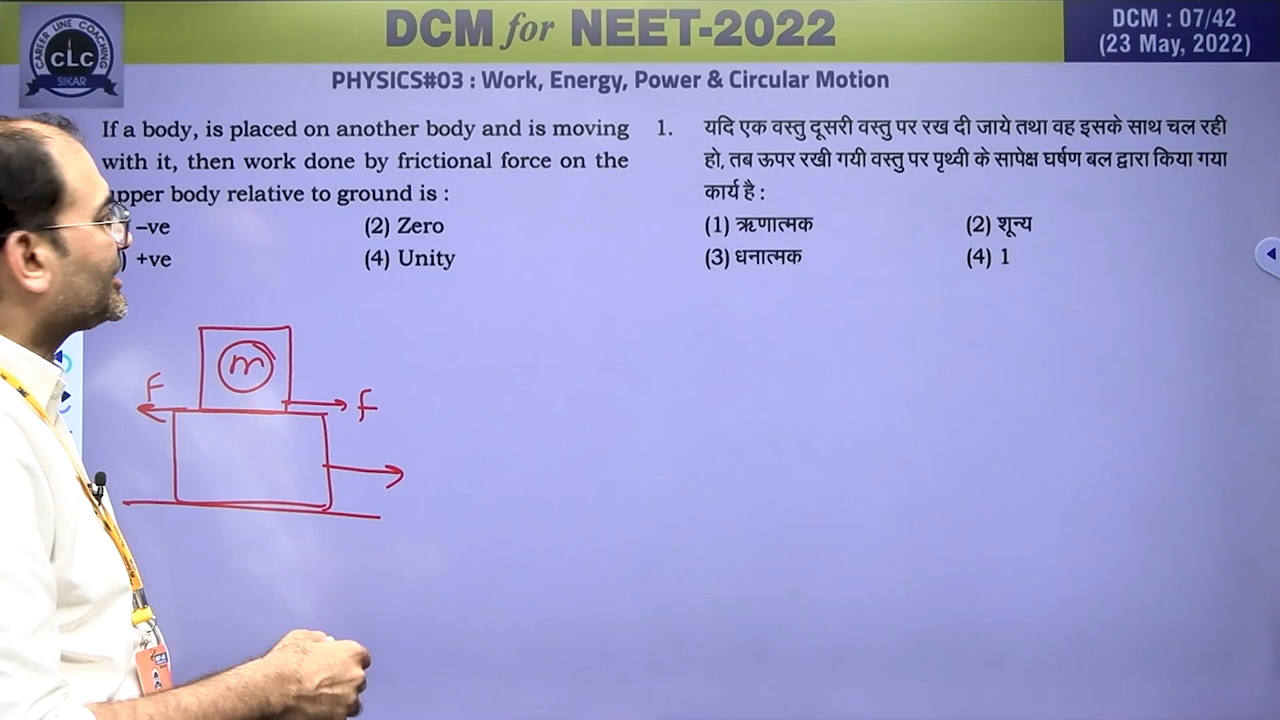 DCM for NEET-2022
DCM : 07/42
(23 May, 2022)
CAREER LINE COACHING
CLC
SIKAR
PHYSICS#03 : Work, Energy, Power & Circular Motion
If a body, is placed on another body and is moving
with it, then work done by frictional force on the
upper body relative to ground is :
–ve
(2) Zero
) +ve
(4) Unity
1. यदि एक वस्तु दूसरी वस्तु पर रख दी जाये तथा वह इसके साथ चल रही
हो, तब ऊपर रखी गयी वस्तु पर पृथ्वी के सापेक्ष घर्षण बल द्वारा किया गया
कार्य है :
(1) ऋणात्मक
(2) शून्य
(3) धनात्मक
(4) 1
m
F
f